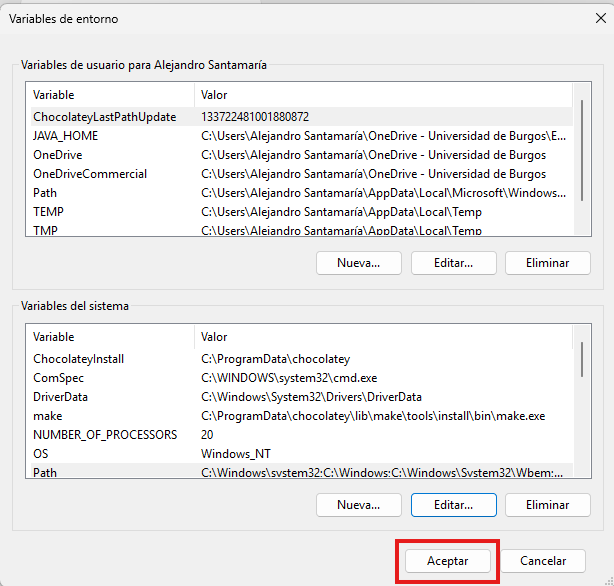 Variables de entorno
Variables de usuario para Alejandro Santamaría
Variable Valor
ChocolateyLastPathUpdate 133722481001880872
JAVA_HOME C:\Users\Alejandro Santamaría\OneDrive - Universidad de Burgos\E...
OneDrive C:\Users\Alejandro Santamaría\OneDrive - Universidad de Burgos
OneDriveCommercial C:\Users\Alejandro Santamaría\OneDrive - Universidad de Burgos
Path C:\Users\Alejandro Santamaría\AppData\Local\Microsoft\Windows...
TEMP C:\Users\Alejandro Santamaría\AppData\Local\Temp
TMP C:\Users\Alejandro Santamaría\AppData\Local\Temp
Nueva... Editar... Eliminar
Variables del sistema
Variable Valor
ChocolateyInstall C:\ProgramData\chocolatey
ComSpec C:\WINDOWS\system32\cmd.exe
DriverData C:\Windows\System32\Drivers\DriverData
make C:\ProgramData\chocolatey\lib\make\tools\install\bin\make.exe
NUMBER_OF_PROCESSORS 20
OS Windows_NT
Path C:\Windows\system32;C:\Windows;C:\Windows\System32\Wbem;...
Nueva... Editar... Eliminar
Aceptar Cancelar